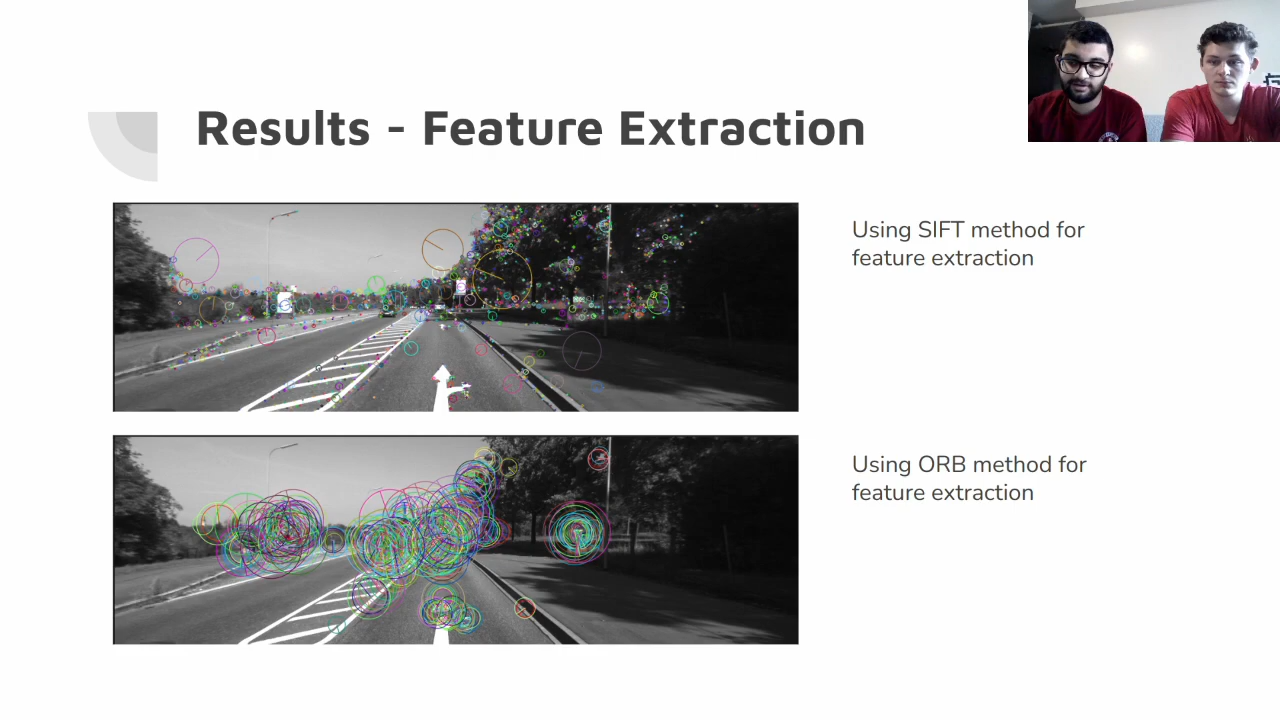 Results - Feature Extraction
Using SIFT method for
feature extraction
Using ORB method for
feature extraction